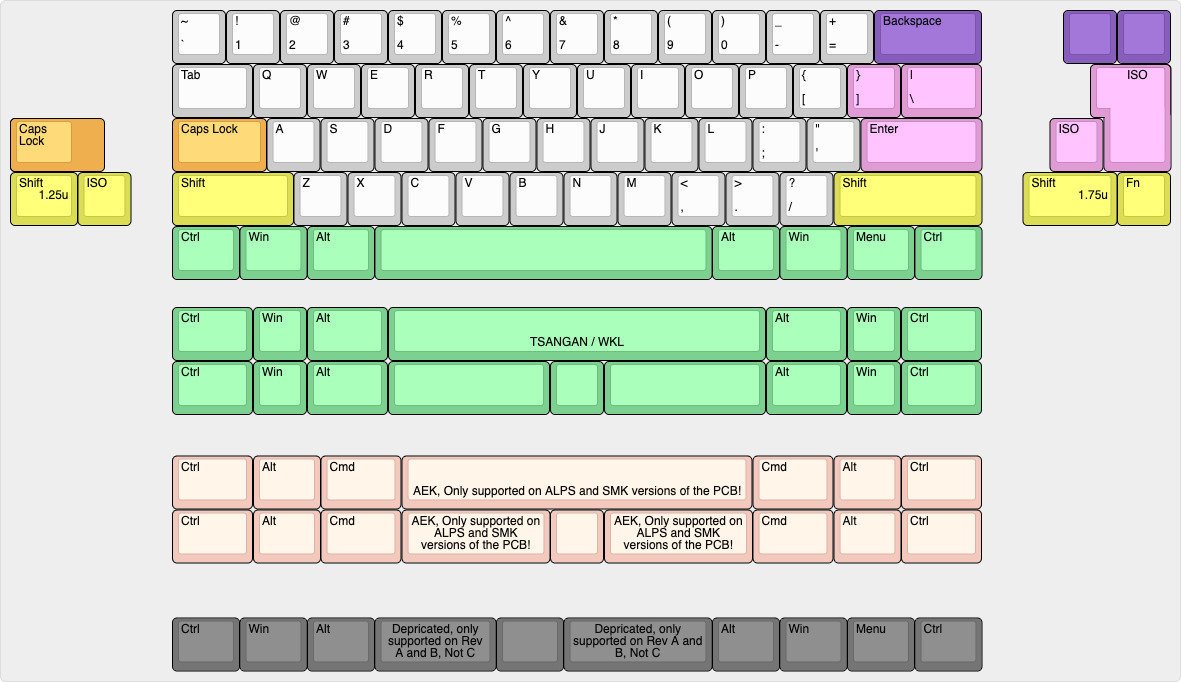 ~ ! @ # $ % ^ & * ( ) _ + Backspace
` 1 2 3 4 5 6 7 8 9 0 - =
Tab Q W E R T Y U I O P { } | ISO
[ ] \
Caps Lock
Caps Lock A S D F G H J K L : " Enter ISO
; '
Shift 1.25u ISO
Shift Z X C V B N M < > ? Shift
, . /
Shift 1.75u Fn
Ctrl Win Alt Alt Win Menu Ctrl
Ctrl Win Alt Alt Win Ctrl
TSANGAN / WKL
Ctrl Win Alt Alt Win Ctrl
Ctrl Alt Cmd Cmd Alt Ctrl
AEK, Only supported on ALPS and SMK versions of the PCB!
Ctrl Alt Cmd
AEK, Only supported on
ALPS and SMK
versions of the PCB!
AEK, Only supported on
ALPS and SMK
versions of the PCB!
Cmd Alt Ctrl
Ctrl Win Alt
Depricated, only
supported on Rev
A and B, Not C
Depricated, only
supported on Rev A and
B, Not C
Alt Win Menu Ctrl